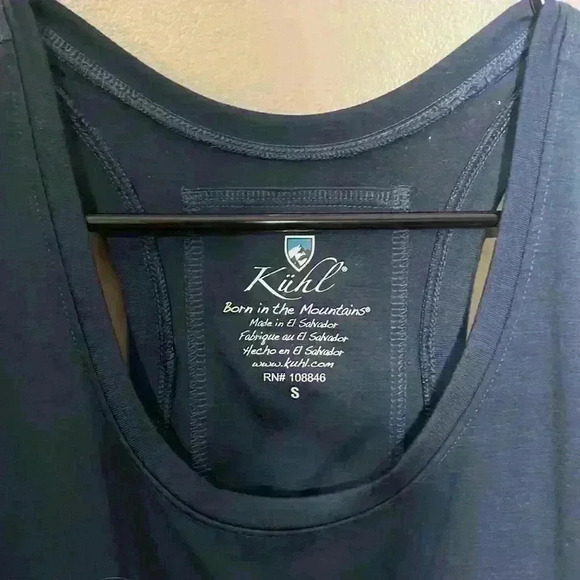 Kühl®
Born in the Mountains®
Made in El Salvador
Fabrique au El Salvador
Hecho en El Salvador
www.kuhl.com
RN# 108846
S